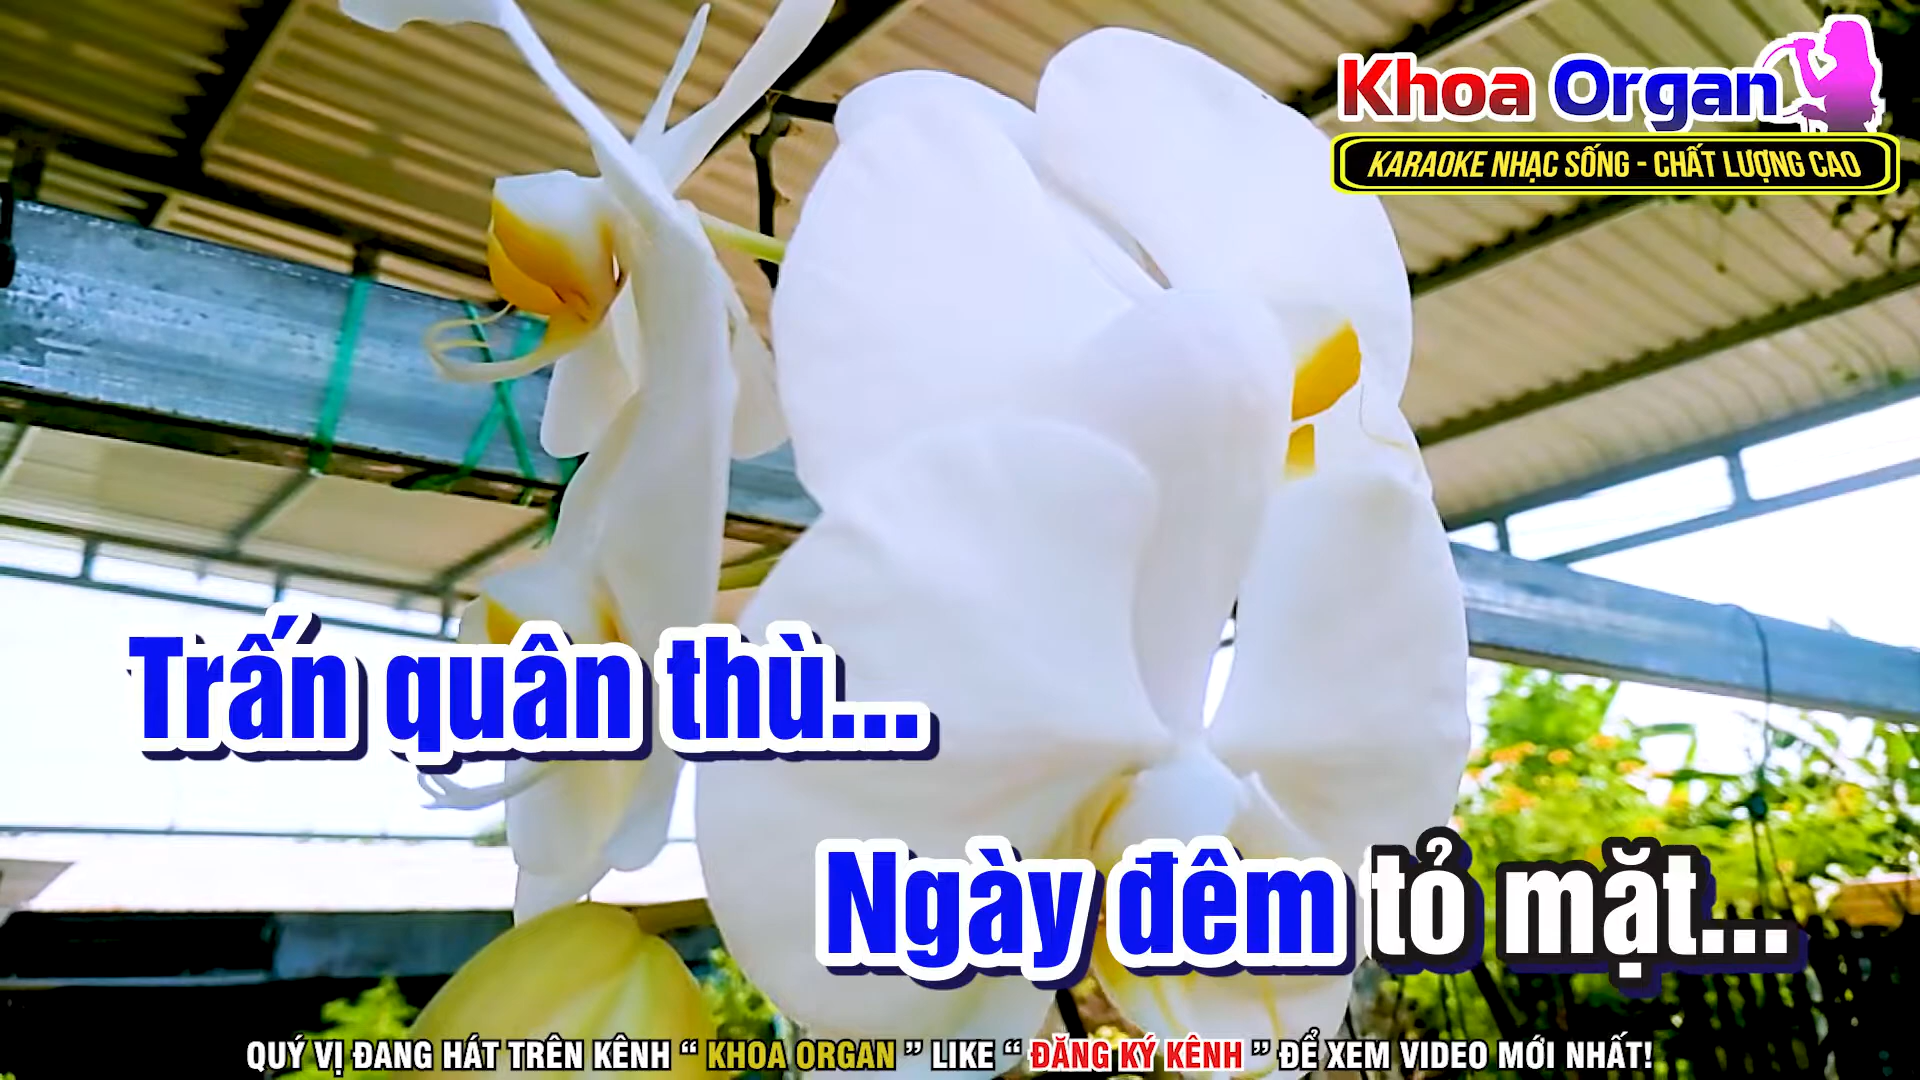 Khoa Organ
KARAOKE NHẠC SỐNG - CHẤT LƯỢNG CAO
Trấn quân thù...
Ngày đêm tỏ mặt...
QUÝ VỊ ĐANG HÁT TRÊN KÊNH “ KHOA ORGAN ” LIKE “ ĐĂNG KÝ KÊNH ” ĐỂ XEM VIDEO MỚI NHẤT!